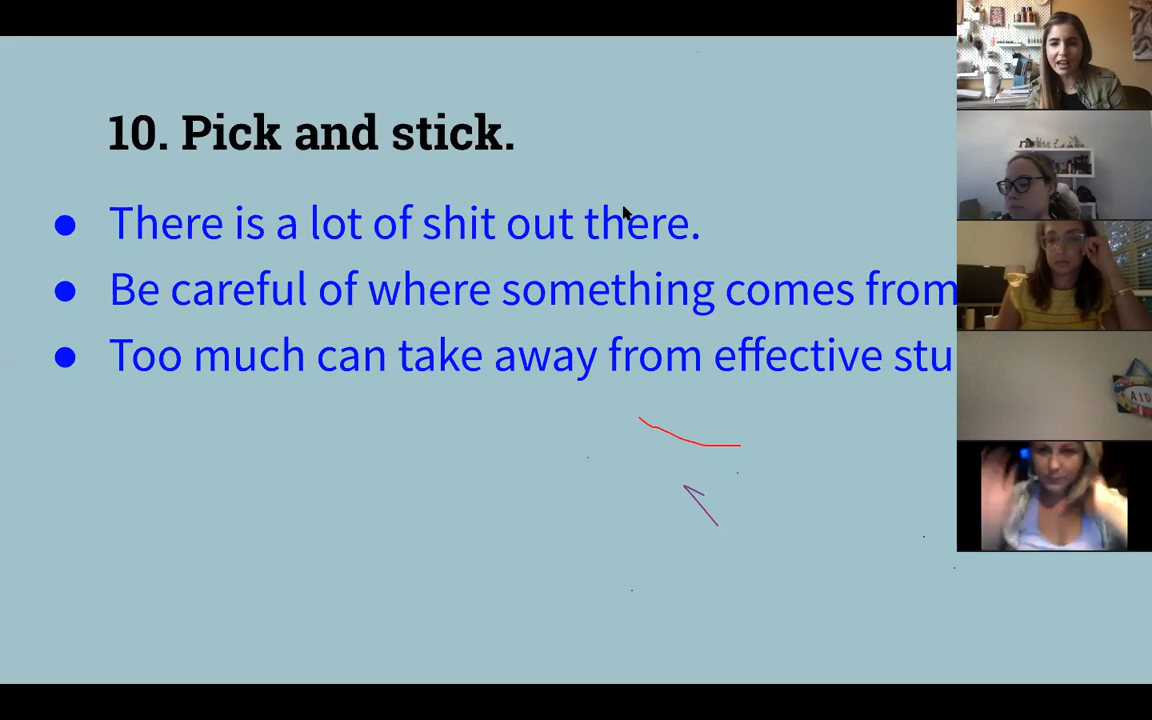 10. Pick and stick.
● There is a lot of shit out there.
● Be careful of where something comes from
● Too much can take away from effective stu
AID